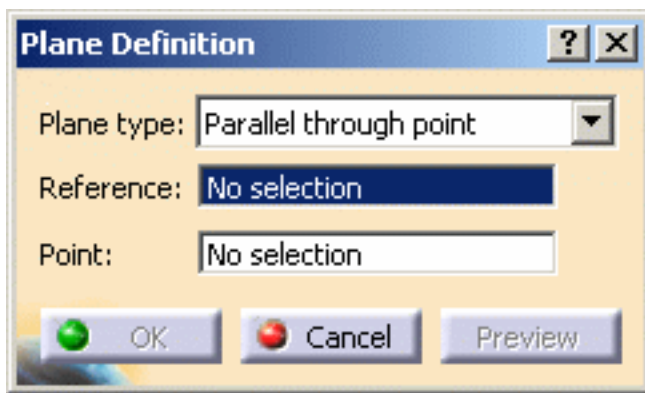 Plane Definition ? X
Plane type: Parallel through point
Reference: No selection
Point: No selection
OK Cancel Preview